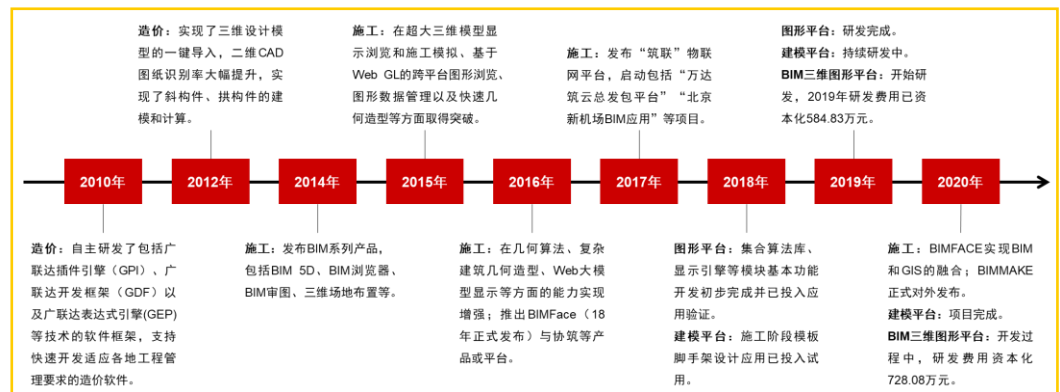 造价：实现了三维设计模
型的一键导入，二维CAD
图纸识别率大幅提升，实
现了斜构件、拱构件的建
模和计算。
施工：在超大三维模型显
示浏览和施工模拟、基于
Web GL的跨平台图形浏览、
图形数据管理以及快速几
何造型等方面取得突破。
施工：发布“筑联”物联
网平台，启动包括“万达
筑云总发包平台”“北京
新机场BIM应用”等项目。
图形平台：研发完成。
建模平台：持续研发中。
BIM三维图形平台：开始研
发，2019年研发费用已资
本化584.83万元。
2010年
2012年
2014年
2015年
2016年
2017年
2018年
2019年
2020年
造价：自主研发了包括广
联达插件引擎（GPI）、广
联达开发框架（GDF）以
及广联达表达式引擎(GEP)
等技术的软件框架，支持
快速开发适应各地工程管
理要求的造价软件。
施工：发布BIM系列产品，
包括BIM 5D、BIM浏览器、
BIM审图、三维场地布置等。
施工：在几何算法、复杂
建筑几何造型、Web大模
型显示等方面的能力实现
增强；推出BIMFace（18
年正式发布）与协筑等产
品或平台。
图形平台：集合算法库、
显示引擎等模块基本功能
开发初步完成并已投入应
用验证。
建模平台：施工阶段模板
脚手架设计应用已投入试
用。
施工：BIMFACE实现BIM
和GIS的融合；BIMMAKE
正式对外发布。
建模平台：项目完成。
BIM三维图形平台：开发过
程中，研发费用资本化
728.08万元。